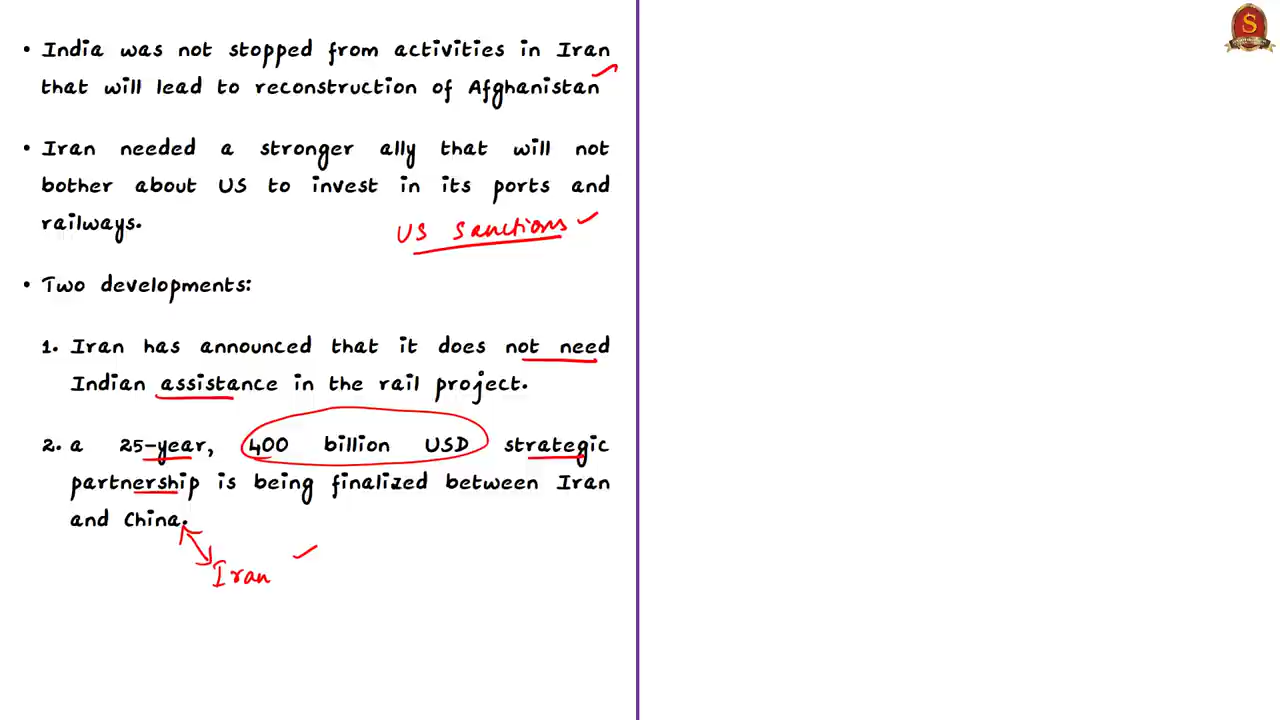 • India was not stopped from activities in Iran
that will lead to reconstruction of Afghanistan
• Iran needed a stronger ally that will not
bother about US to invest in its ports and
railways.
US Sanctions
• Two developments:
1. Iran has announced that it does not need
Indian assistance in the rail project.
2. a 25-year, 400 billion USD strategic
partnership is being finalized between Iran
and China.
Iran
S